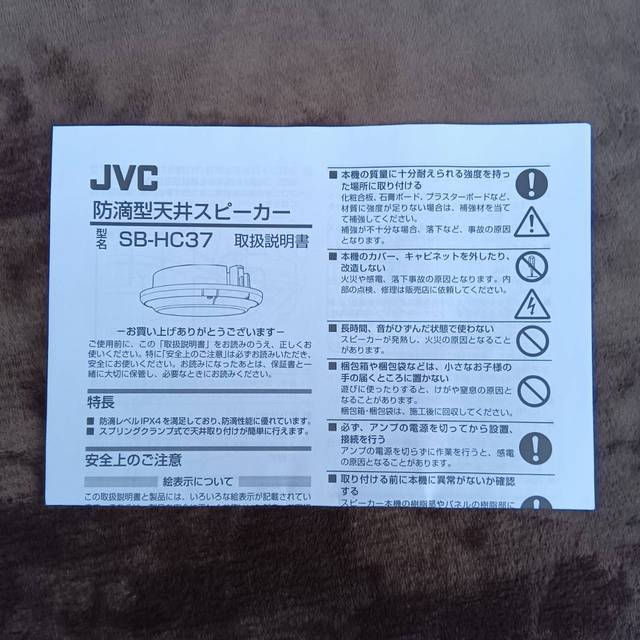 JVC
防滴型天井スピーカー
型名 SB-HC37 取扱説明書
－お買い上げありがとうございます－
ご使用前に、この「取扱説明書」をお読みのうえ、正しくお
使いください。特に「安全上のご注意」は必ずお読みいただき、
安全にお使いください。お読みになったあとは、保証書と一
緒に大切に保管し、必要なときにお読みください。
特長
■ 防滴レベルIPX4を満足しており、防滴性能に優れています。
■ スプリングクランプ式で天井取り付けが簡単に行えます。
安全上のご注意
絵表示について
この取扱説明書と製品には、いろいろな絵表示が記載されてい
■ 本機の質量に十分耐えられる強度を持っ
た場所に取り付ける
化粧合板、石膏ボード、プラスターボードなど、
材質に強度が足りない場合は、補強材を当て
て補強してください。
補強が不十分な場合、落下など、事故の原因
となります。
■ 本機のカバー、キャビネットを外したり、
改造しない
火災や感電、落下事故の原因となります。内
部の点検、修理は販売店に依頼してください。
■ 長時間、音がひずんだ状態で使わない
スピーカーが発熱し、火災の原因となること
があります。
■ 梱包箱や梱包袋などは、小さなお子様の
手の届くところに置かない
遊びに使ったりすると、けがや窒息の原因と
なることがあります。
梱包箱・梱包袋は、施工後に回収してください。
■ 必ず、アンプの電源を切ってから設置、
接続を行う
アンプの電源を切らずに作業を行うと、感電
の原因となることがあります。
■ 取り付ける前に本機に異常がないか確認
する
スピーカー本機の樹脂部やパネルの樹脂部に